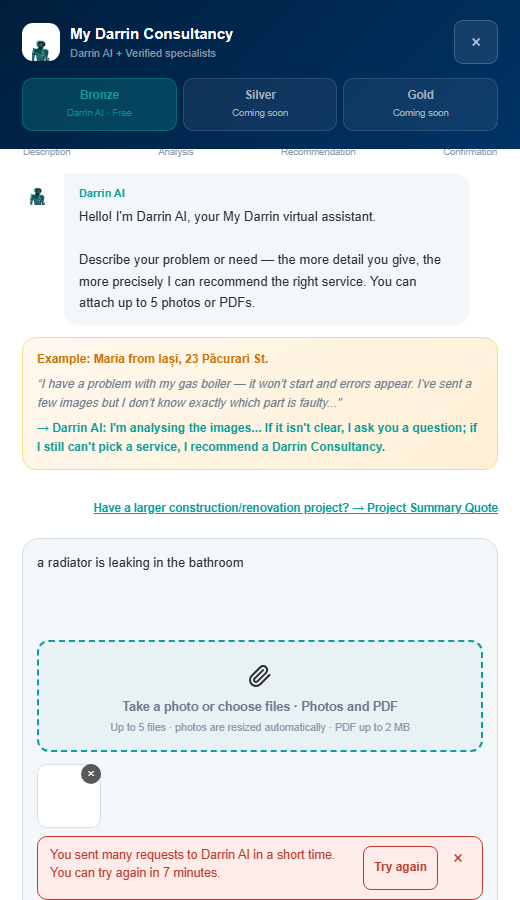 My Darrin Consultancy
Darrin AI + Verified specialists
×
Bronze
Darrin AI · Free
Silver
Coming soon
Gold
Coming soon
Description
Analysis
Recommendation
Confirmation
Darrin AI
Hello! I'm Darrin AI, your My Darrin virtual assistant.
Describe your problem or need — the more detail you give, the
more precisely I can recommend the right service. You can
attach up to 5 photos or PDFs.
Example: Maria from Iași, 23 Păcurari St.
“I have a problem with my gas boiler — it won't start and errors appear. I've sent a
few images but I don't know exactly which part is faulty...”
→ Darrin AI: I'm analysing the images... If it isn't clear, I ask you a question; if
I still can't pick a service, I recommend a Darrin Consultancy.
Have a larger construction/renovation project? → Project Summary Quote
a radiator is leaking in the bathroom
Take a photo or choose files · Photos and PDF
Up to 5 files · photos are resized automatically · PDF up to 2 MB
×
You sent many requests to Darrin AI in a short time.
You can try again in 7 minutes.
Try again
×